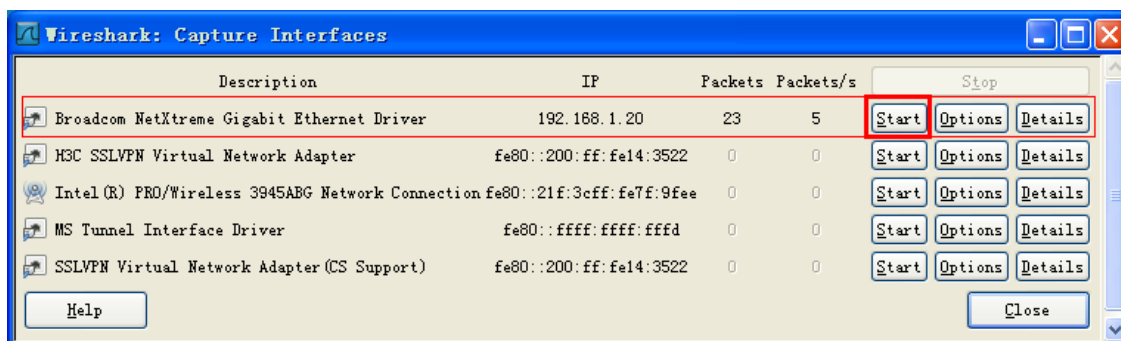 Wireshark: Capture Interfaces
Description IP Packets Packets/s Stop
Broadcom NetXtreme Gigabit Ethernet Driver 192.168.1.20 23 5 Start Options Details
H3C SSLVPN Virtual Network Adapter fe80::200:ff:fe14:3522 0 0 Start Options Details
Intel(R) PRO/Wireless 3945ABG Network Connection fe80::21f:3cff:fe7f:9fee 0 0 Start Options Details
MS Tunnel Interface Driver fe80::ffff:ffff:fffd 0 0 Start Options Details
SSLVPN Virtual Network Adapter(CS Support) fe80::200:ff:fe14:3522 0 0 Start Options Details
Help Close